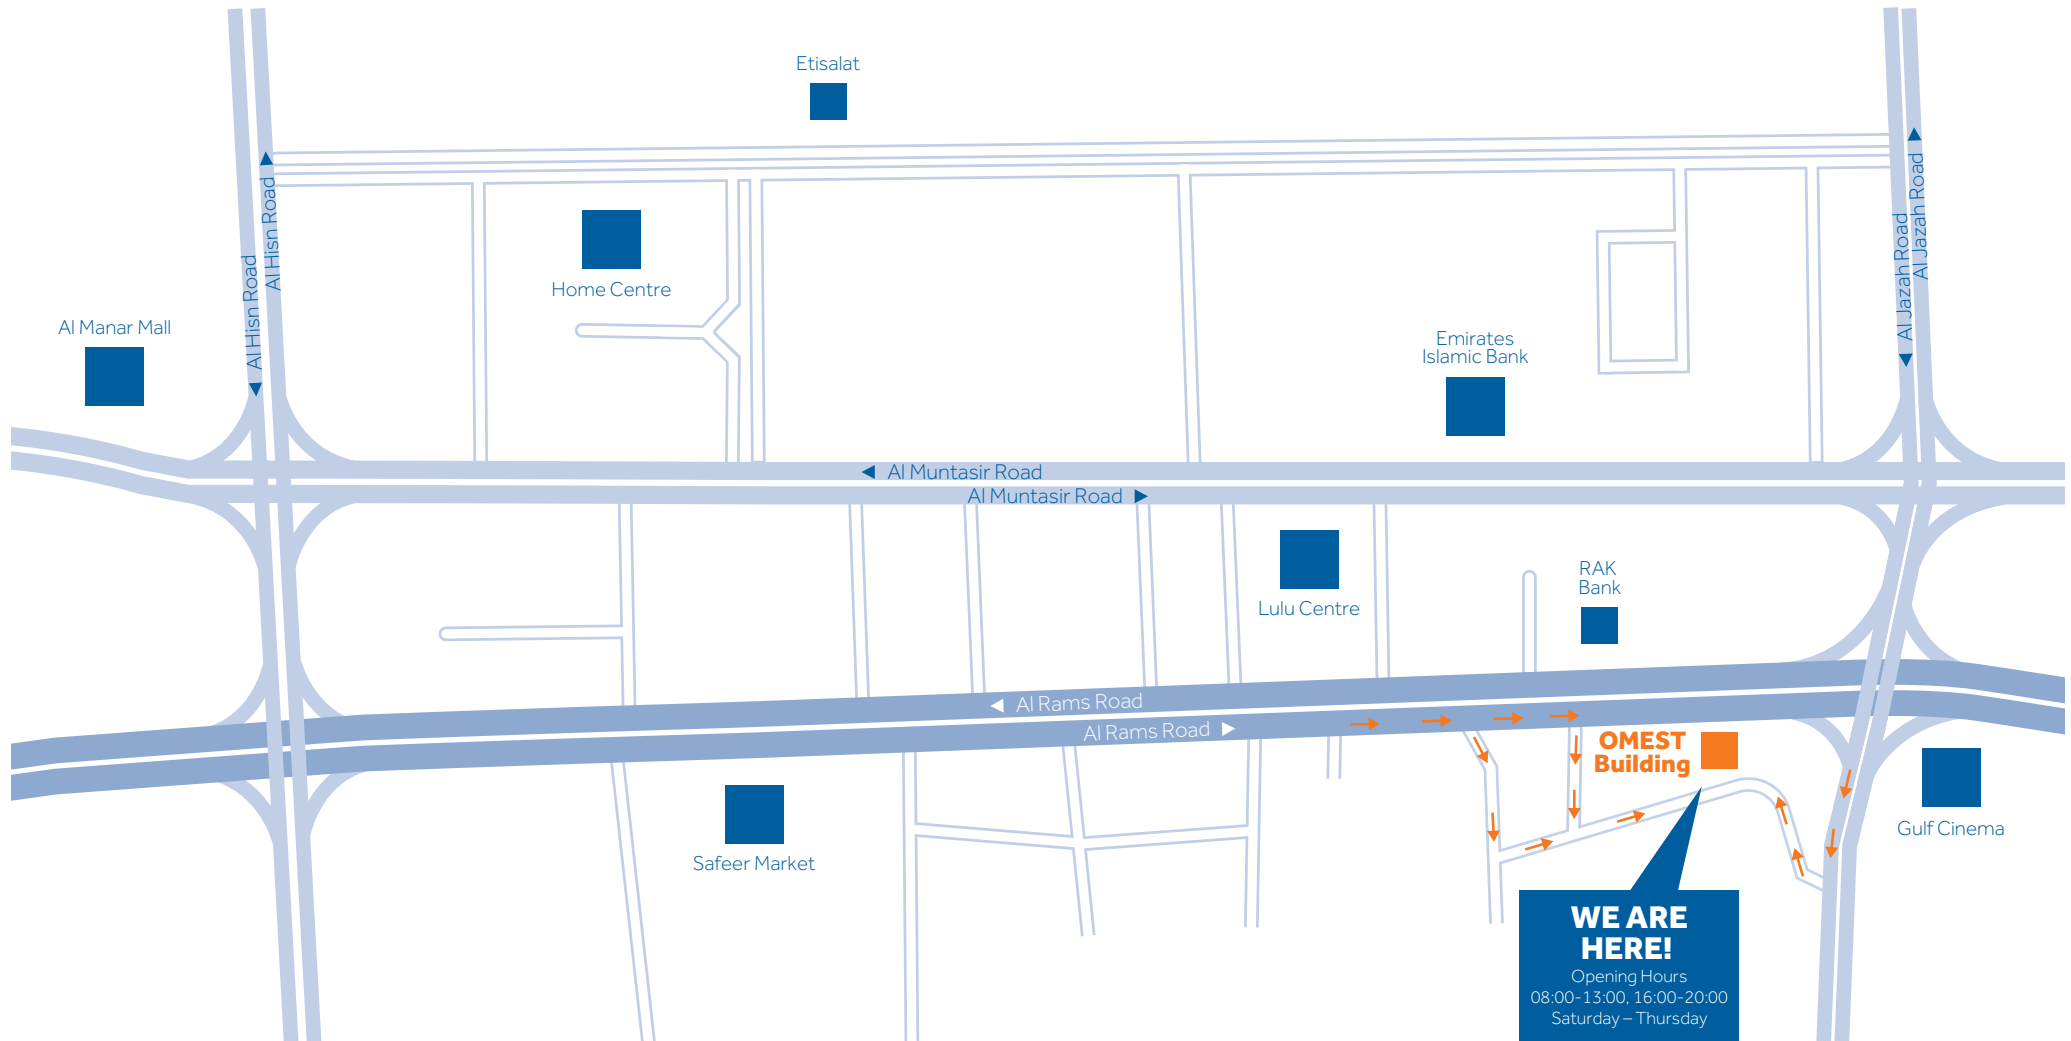 Etisalat
Al Hisn Road
Al Hisn Road
Al Jazah Road
Al Jazah Road
Home Centre
Al Manar Mall
Emirates
Islamic Bank
Al Muntasir Road
Al Muntasir Road
RAK
Bank
Lulu Centre
Al Rams Road
Al Rams Road
OMEST
Building
Gulf Cinema
Safeer Market
WE ARE
HERE!
Opening Hours
08:00-13:00, 16:00-20:00
Saturday – Thursday